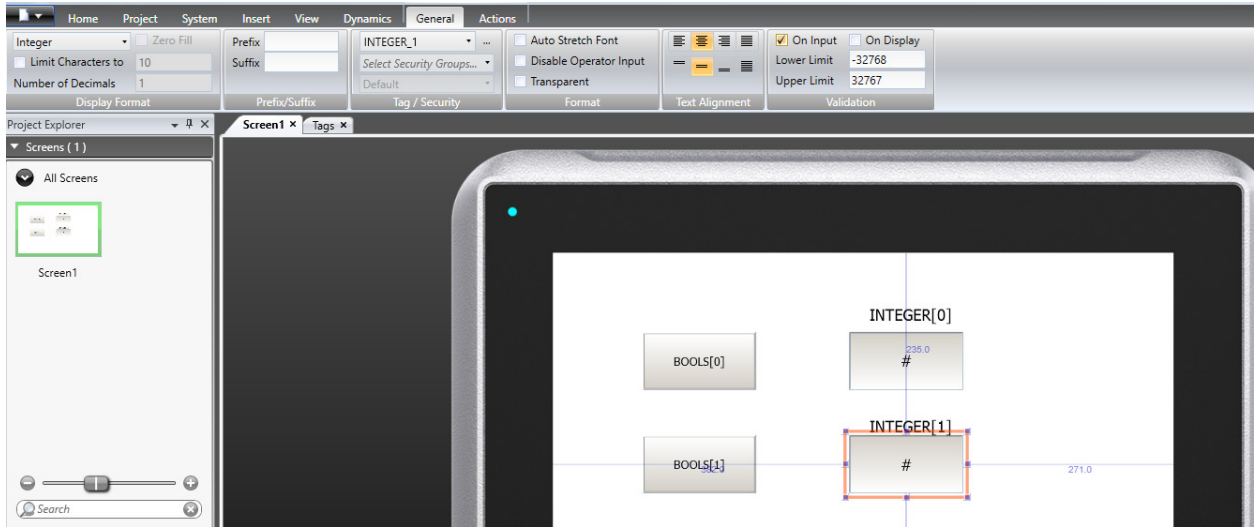 Home Project System Insert View Dynamics General Actions
Integer Zero Fill Prefix INTEGER_1 ... Auto Stretch Font On Input On Display
Limit Characters to 10 Suffix Select Security Groups... Disable Operator Input Lower Limit -32768
Number of Decimals 1 Default Transparent Upper Limit 32767
Display Format Prefix/Suffix Tag / Security Format Text Alignment Validation
Project Explorer Screen1 Tags
Screens ( 1 )
All Screens
Screen1
INTEGER[0]
235.0
BOOLS[0] #
INTEGER[1]
BOOLS[1] # 271.0
Search